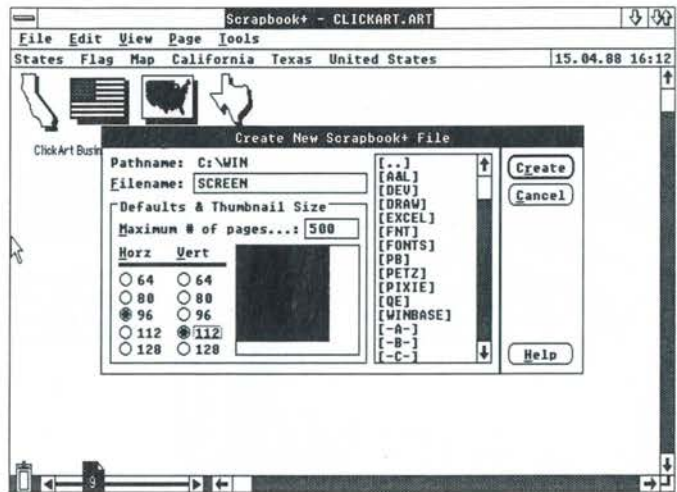 Scrapbook+ - CLICKART.ART
File Edit View Page Tools
States Flag Map California Texas United States 15.04.88 16:12
ClickArt Busin
Create New Scrapbook+ File
Pathname: C:\WIN
Filename: SCREEN
Defaults & Thumbnail Size
Maximum # of pages...: 500
Horz Vert
64 64
80 80
96 96
112 112
128 128
[..]
[A&L]
[DEV]
[DRAW]
[EXCEL]
[FNT]
[FONTS]
[PB]
[PETZ]
[PIXIE]
[QE]
[WINBASE]
[-A-]
[-B-]
[-C-]
Create
Cancel
Help
9